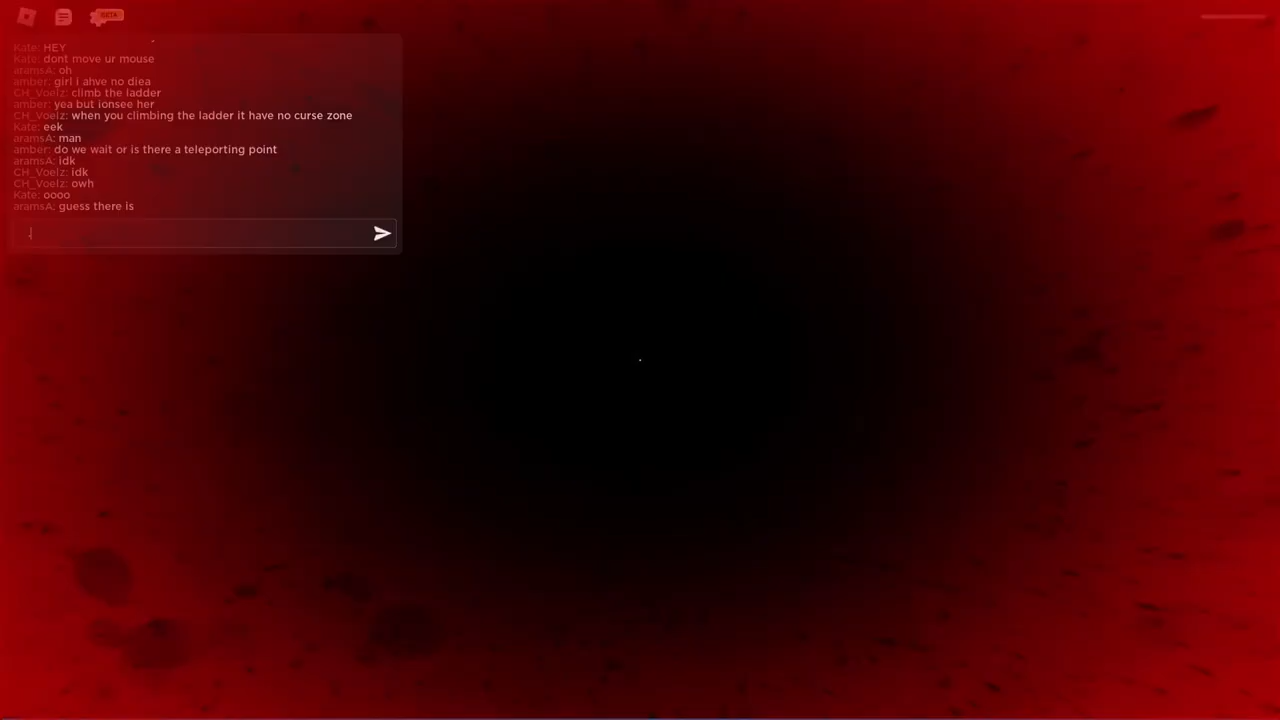 BETA
Kate: HEY
Kate: dont move ur mouse
aramsA: oh
amber: girl i ahve no diea
CH_Voelz: climb the ladder
amber: yea but ionsee her
CH_Voelz: when you climbing the ladder it have no curse zone
Kate: eek
aramsA: man
amber: do we wait or is there a teleporting point
aramsA: idk
CH_Voelz: idk
CH_Voelz: owh
Kate: oooo
aramsA: guess there is